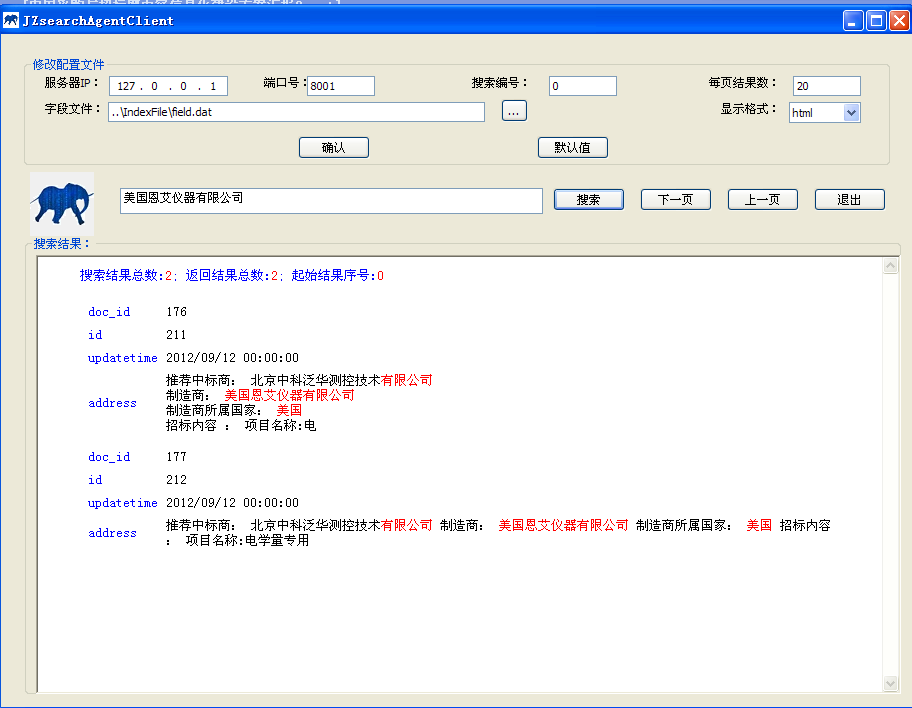 JZsearchAgentClient
修改配置文件
服务器IP： 127 . 0 . 0 . 1 端口号： 8001 搜索编号： 0 每页结果数： 20
字段文件： ..\IndexFile\field.dat ... 显示格式： html
确认 默认值
美国恩艾仪器有限公司 搜索 下一页 上一页 退出
搜索结果：
搜索结果总数:2; 返回结果总数:2; 起始结果序号:0
doc_id 176
id 211
updatetime 2012/09/12 00:00:00
address 推荐中标商： 北京中科泛华测控技术有限公司
制造商： 美国恩艾仪器有限公司
制造商所属国家： 美国
招标内容 ： 项目名称:电
doc_id 177
id 212
updatetime 2012/09/12 00:00:00
address 推荐中标商： 北京中科泛华测控技术有限公司 制造商： 美国恩艾仪器有限公司 制造商所属国家： 美国 招标内容
： 项目名称:电学量专用